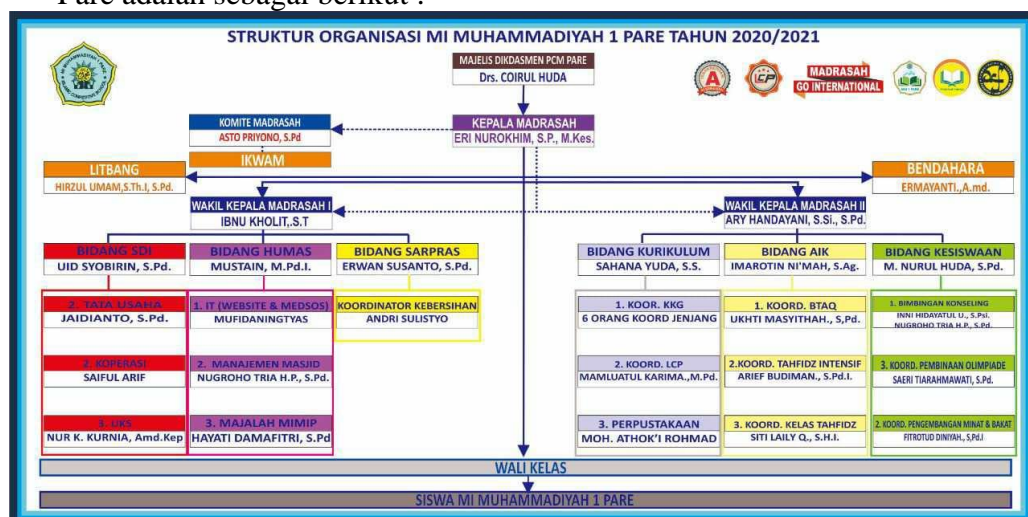 Pare adalah sebagai berikut :
STRUKTUR ORGANISASI MI MUHAMMADIYAH 1 PARE TAHUN 2020/2021
MAJELIS DIKDASMEN PCM PARE
Drs. COIRUL HUDA
MADRASAH
GO INTERNATIONAL
KOMITE MADRASAH
ASTO PRIYONO, S.Pd
IKWAM
KEPALA MADRASAH
ERI NUROKHIM, S.P., M.Kes.
LITBANG
HIRZUL UMAM,S.Th.I, S.Pd.
BENDAHARA
ERMAYANTI.,A.md.
WAKIL KEPALA MADRASAH I
IBNU KHOLIT,.S.T
WAKIL KEPALA MADRASAH II
ARY HANDAYANI, S.Si., S.Pd.
BIDANG SDI
UID SYOBIRIN, S.Pd.
BIDANG HUMAS
MUSTAIN, M.Pd.I.
BIDANG SARPRAS
ERWAN SUSANTO, S.Pd.
BIDANG KURIKULUM
SAHANA YUDA, S.S.
BIDANG AIK
IMAROTIN NI'MAH, S.Ag.
BIDANG KESISWAAN
M. NURUL HUDA, S.Pd.
2. TATA USAHA
JAIDIANTO, S.Pd.
1. IT (WEBSITE & MEDSOS)
MUFIDANINGTYAS
KOORDINATOR KEBERSIHAN
ANDRI SULISTYO
1. KOOR. KKG
6 ORANG KOORD JENJANG
1. KOORD. BTAQ
UKHTI MASYITHAH., S,Pd.
1. BIMBINGAN KONSELING
INNI HIDAYATUL U., S.Psi.
NUGROHO TRIA H.P., S.Pd.
2. KOPERASI
SAIFUL ARIF
2. MANAJEMEN MASJID
NUGROHO TRIA H.P., S.Pd.
2. KOORD. LCP
MAMLUATUL KARIMA.,M.Pd.
2.KOORD. TAHFIDZ INTENSIF
ARIEF BUDIMAN., S.Pd.I.
3. KOORD. PEMBINAAN OLIMPIADE
SAERI TIARAHMAWATI, S.Pd.
3. UKS
NUR K. KURNIA, Amd.Kep
3. MAJALAH MIMIP
HAYATI DAMAFITRI, S.Pd
3. PERPUSTAKAAN
MOH. ATHOK'I ROHMAD
3. KOORD. KELAS TAHFIDZ
SITI LAILY Q., S.H.I.
2. KOORD. PENGEMBANGAN MINAT & BAKAT
FITROTUD DINIYAH., S,Pd.I
WALI KELAS
SISWA MI MUHAMMADIYAH 1 PARE